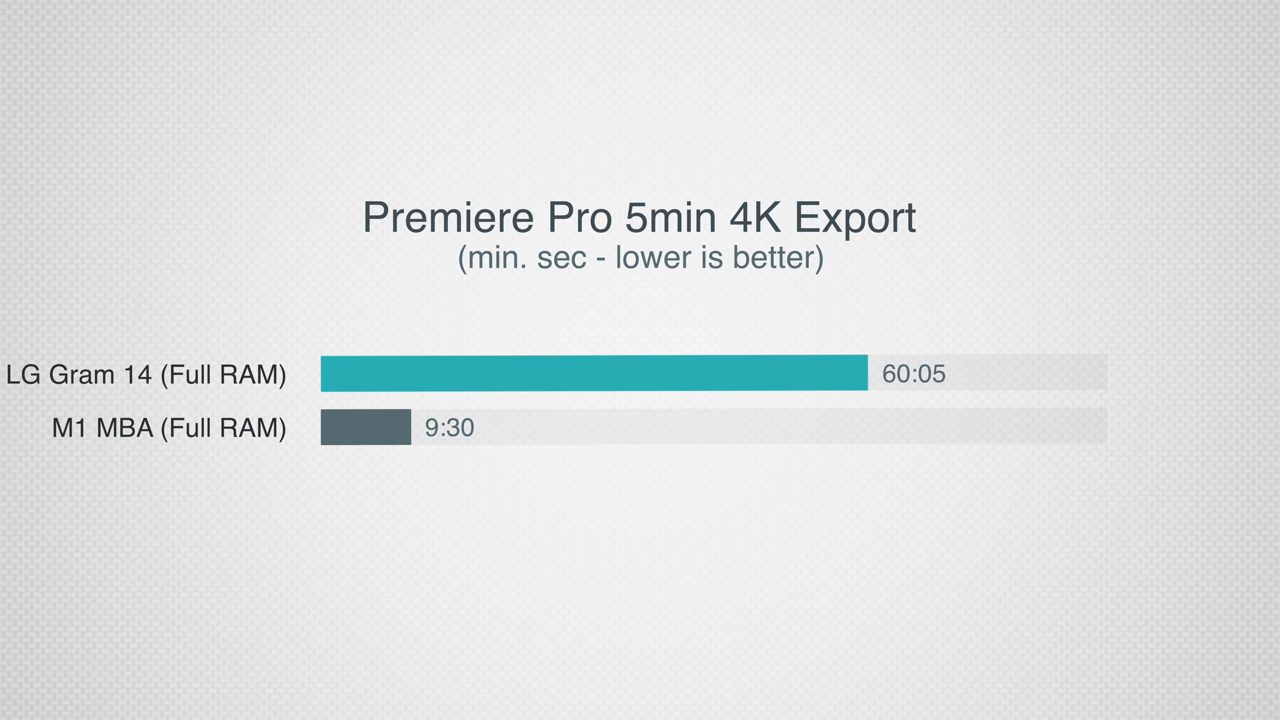 Premiere Pro 5min 4K Export
(min. sec - lower is better)
LG Gram 14 (Full RAM) 60:05
M1 MBA (Full RAM) 9:30